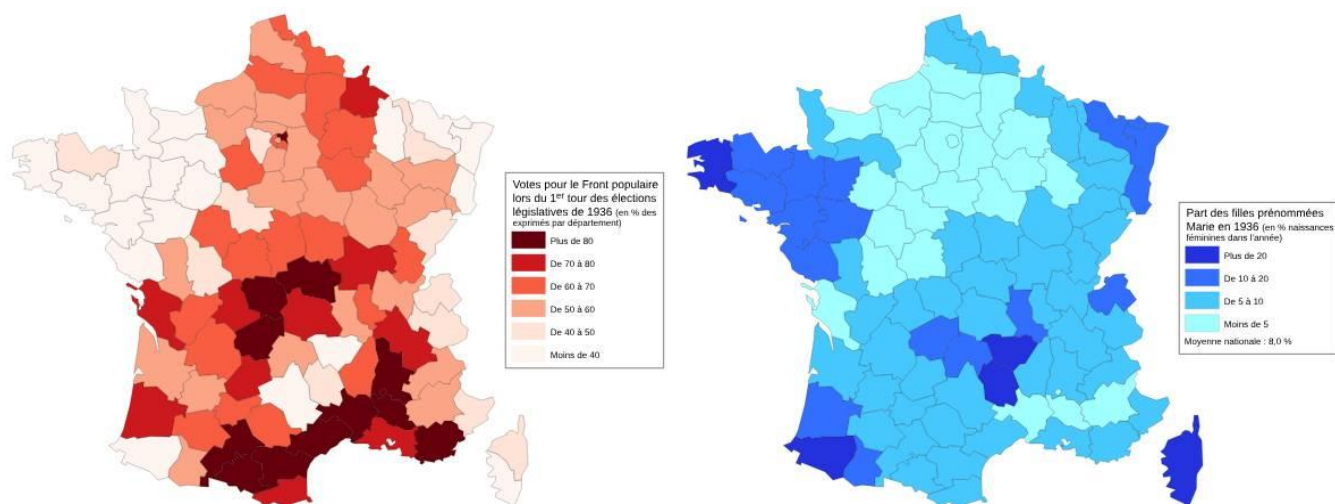 Votes pour le Front populaire
lors du 1er tour des élections
législatives de 1936 (en % des
exprimés par département)
Plus de 80
De 70 à 80
De 60 à 70
De 50 à 60
De 40 à 50
Moins de 40
Part des filles prénommées
Marie en 1936 (en % naissances
féminines dans l'année)
Plus de 20
De 10 à 20
De 5 à 10
Moins de 5
Moyenne nationale : 8,0 %